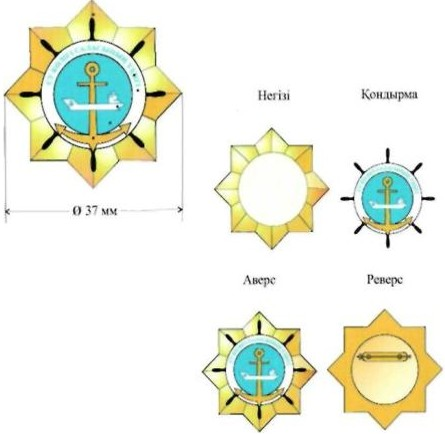 Негізі
Қондырма
Ø 37 мм
Аверс
Реверс